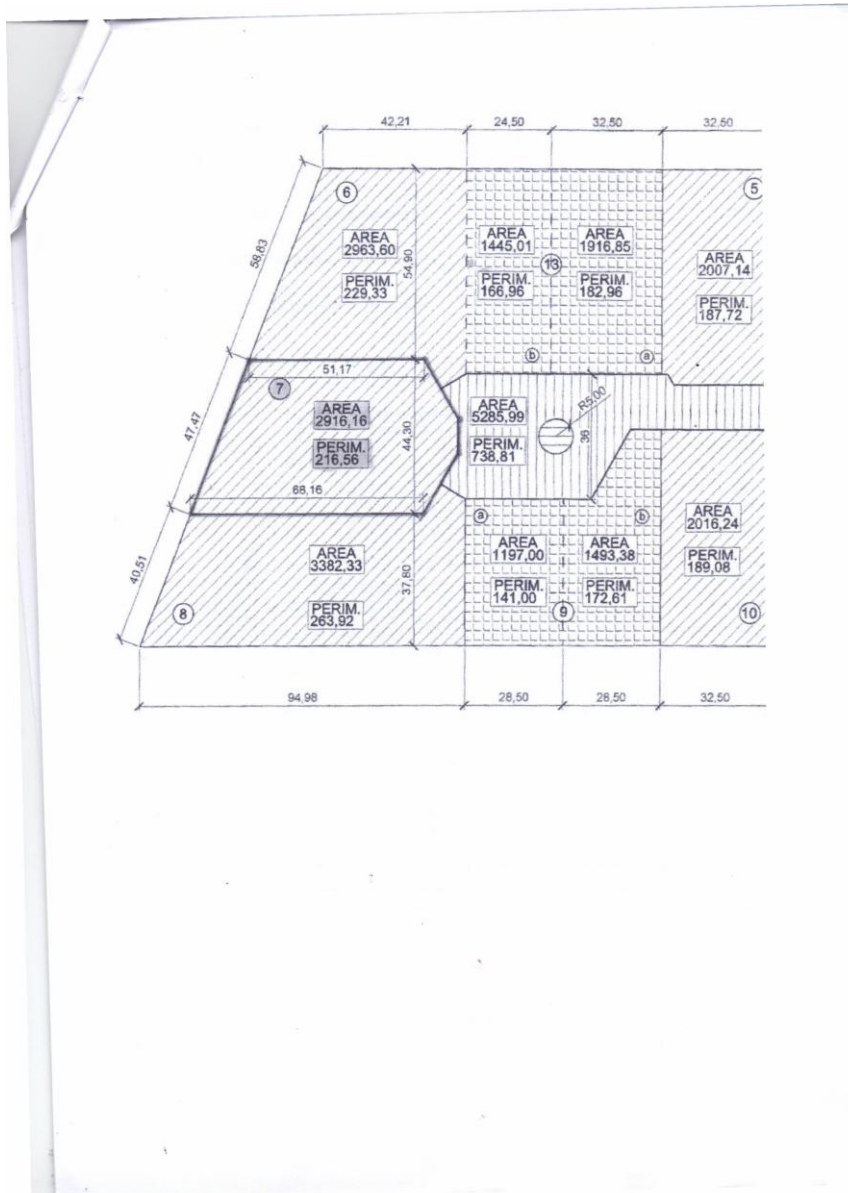 42,21
24,50
32,50
32,50
6
5
58,83
54,90
AREA
2963,60
PERIM.
229,33
AREA
1445,01
PERIM.
166,96
13
AREA
1916,85
PERIM.
182,96
AREA
2007,14
PERIM.
187,72
b
a
51,17
7
47,47
AREA
2916,16
PERIM.
216,56
44,30
AREA
5285,99
PERIM.
738,81
R5,00
36
68,16
a
b
40,51
AREA
3382,33
PERIM.
263,92
37,80
AREA
1197,00
PERIM.
141,00
AREA
1493,38
PERIM.
172,61
AREA
2016,24
PERIM.
189,08
8
9
10
94,98
28,50
28,50
32,50